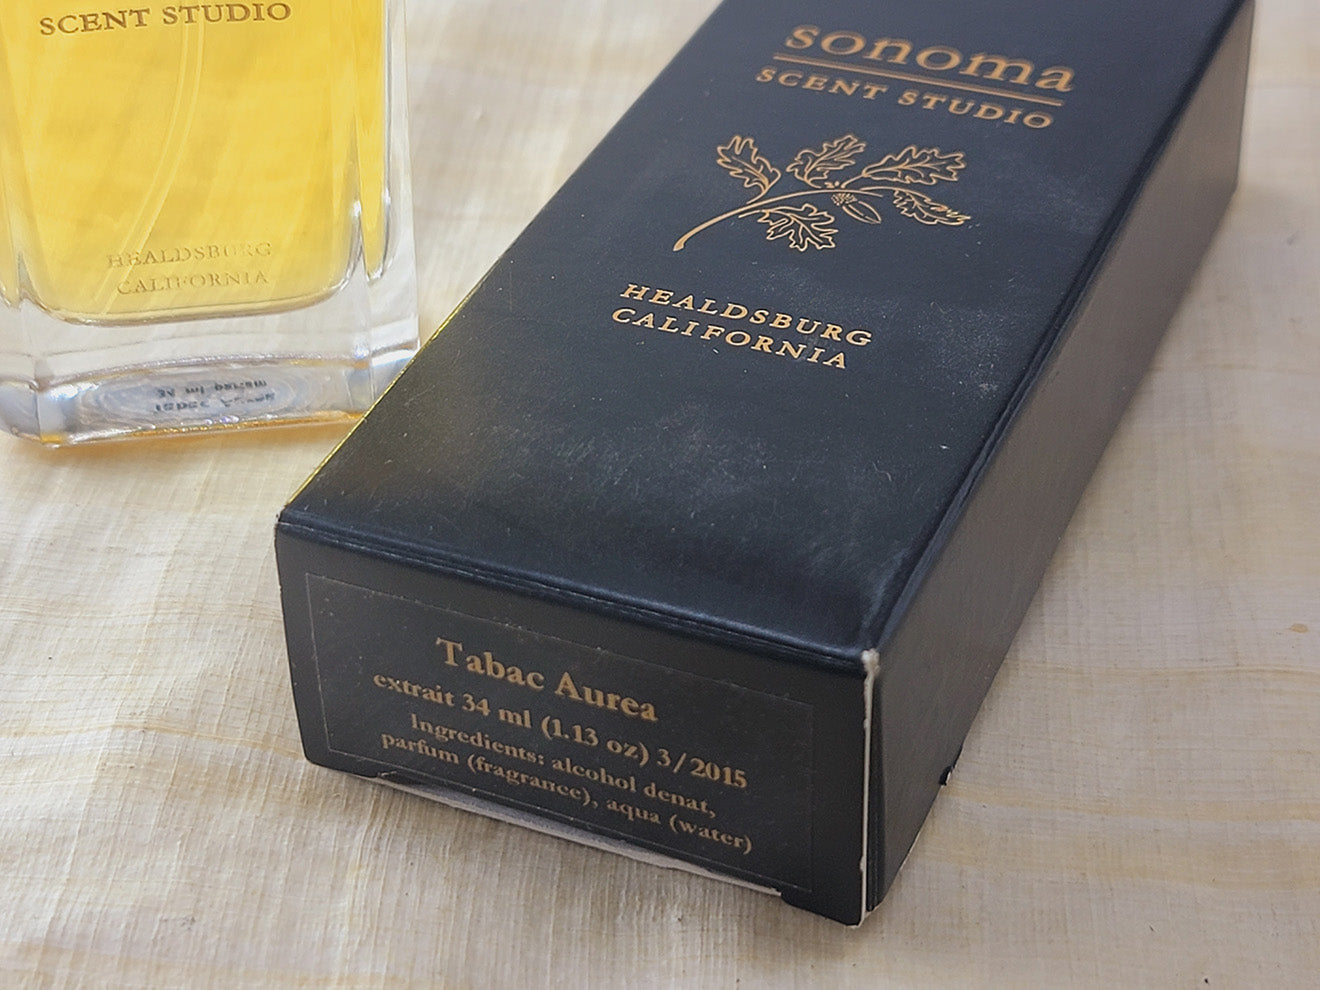 SCENT STUDIO
HEALDSBURG
CALIFORNIA
sonoma
SCENT STUDIO
HEALDSBURG
CALIFORNIA
Tabac Aurea
extrait 34 ml (1.13 oz) 3/2015
Ingredients: alcohol denat,
parfum (fragrance), aqua (water)